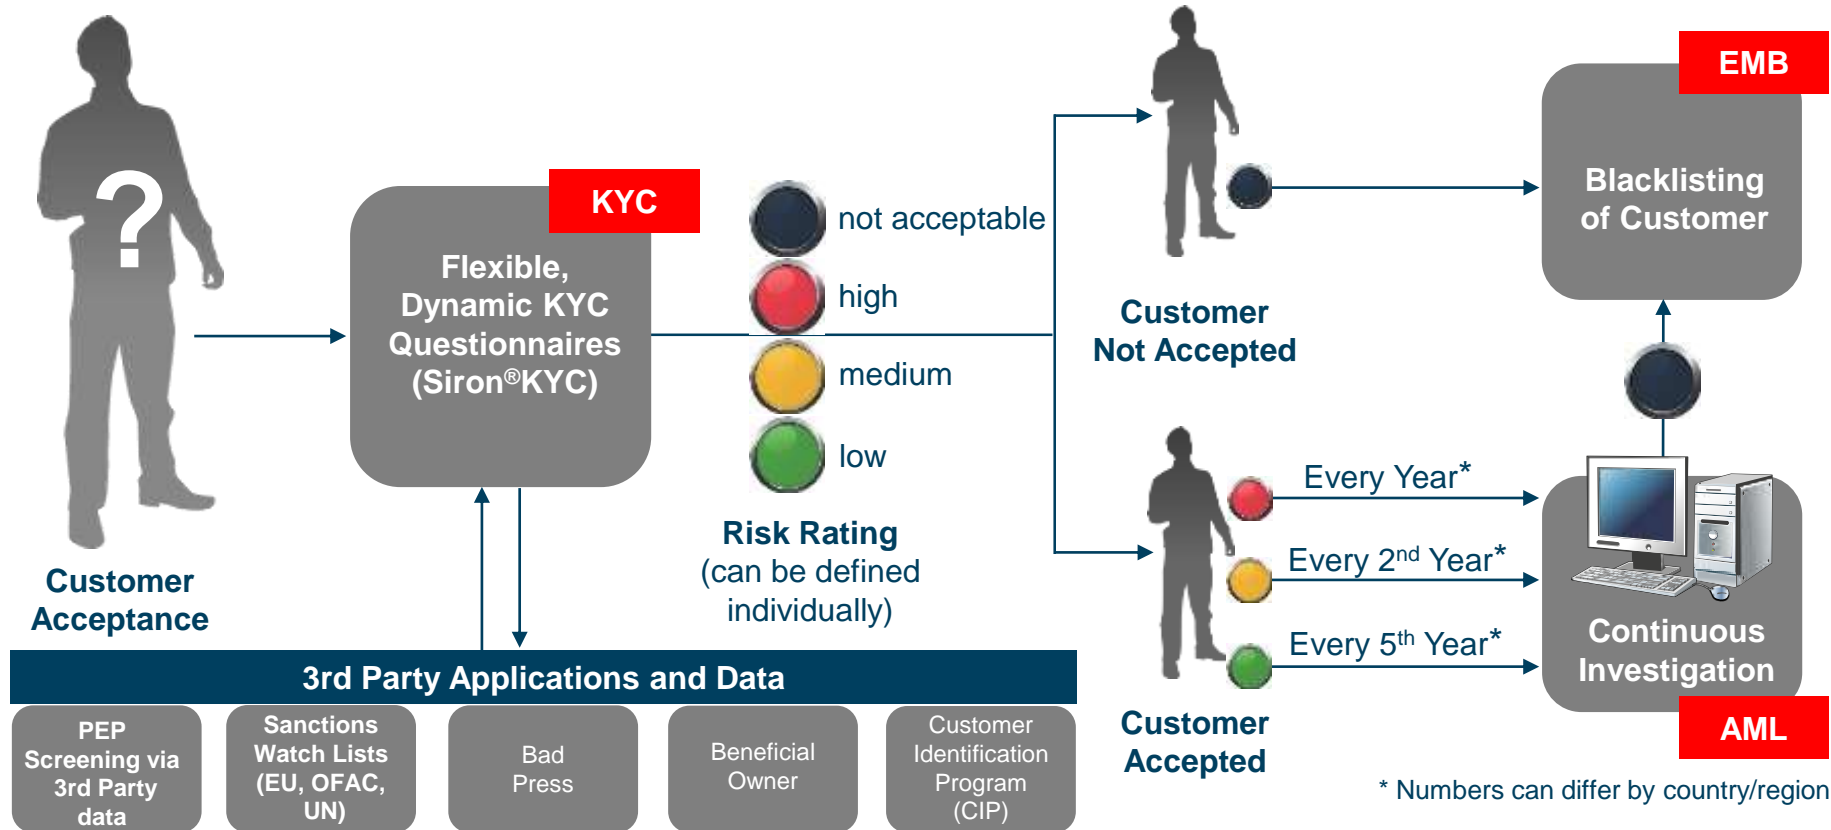 ?
Customer
Acceptance
KYC
Flexible,
Dynamic KYC
Questionnaires
(Siron®KYC)
not acceptable
high
medium
low
Risk Rating
(can be defined
individually)
Customer
Not Accepted
EMB
Blacklisting
of Customer
Every Year*
Every 2nd Year*
Every 5th Year*
Customer
Accepted
Continuous
Investigation
AML
* Numbers can differ by country/region
3rd Party Applications and Data
PEP
Screening via
3rd Party
data
Sanctions
Watch Lists
(EU, OFAC,
UN)
Bad
Press
Beneficial
Owner
Customer
Identification
Program
(CIP)